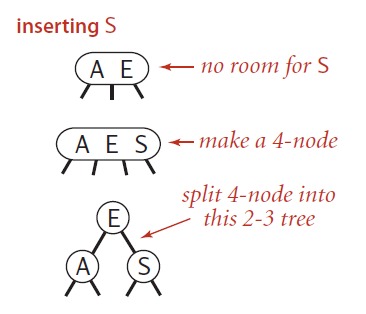 inserting S
A E
no room for S
A E S
make a 4-node
split 4-node into
this 2-3 tree
E
A
S